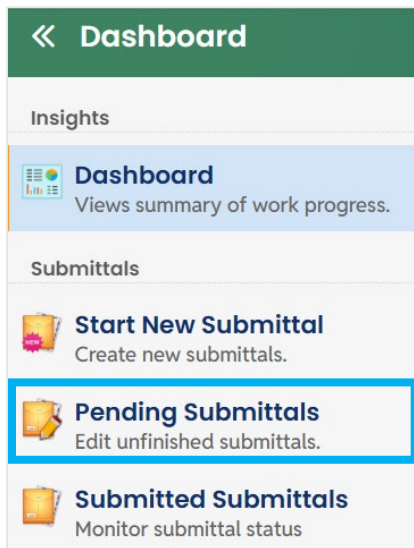 « Dashboard
Insights
Dashboard
Views summary of work progress.
Submittals
NEW
Start New Submittal
Create new submittals.
Pending Submittals
Edit unfinished submittals.
Submitted Submittals
Monitor submittal status